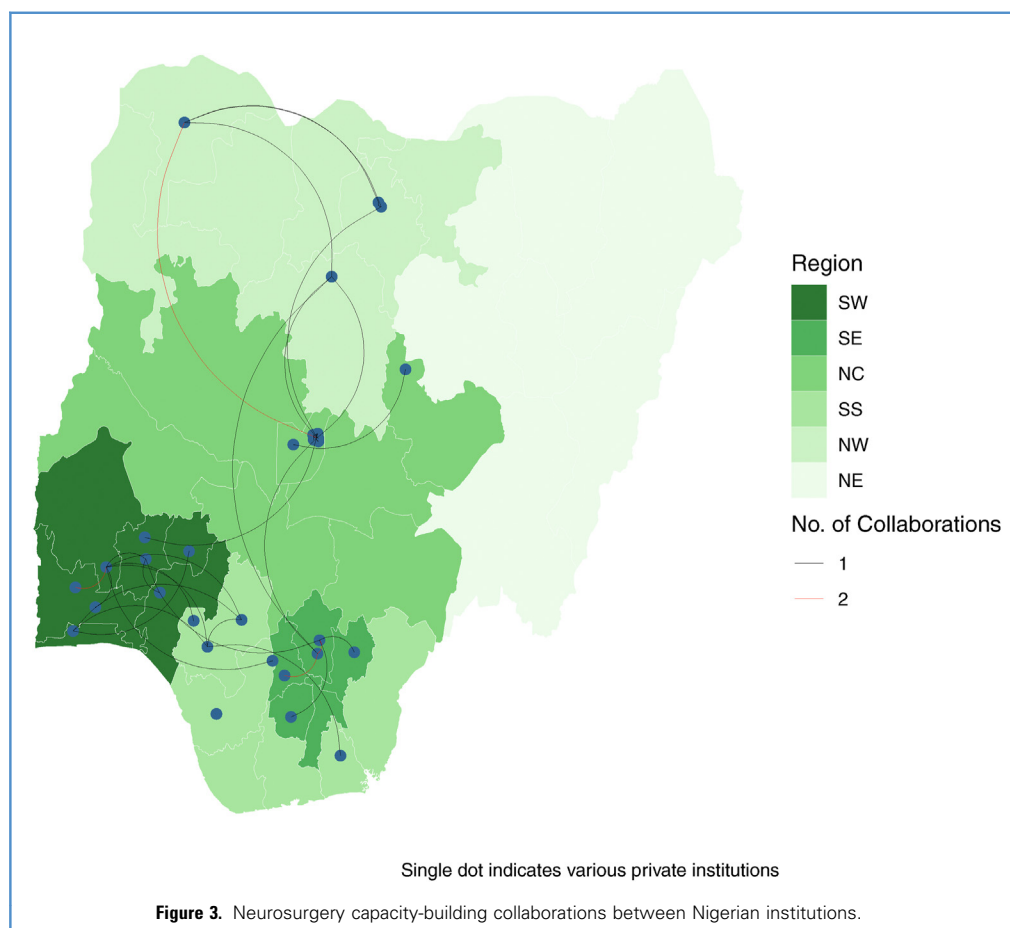 Region
SW
SE
NC
SS
NW
NE
No. of Collaborations
1
2
Single dot indicates various private institutions
Figure 3. Neurosurgery capacity-building collaborations between Nigerian institutions.